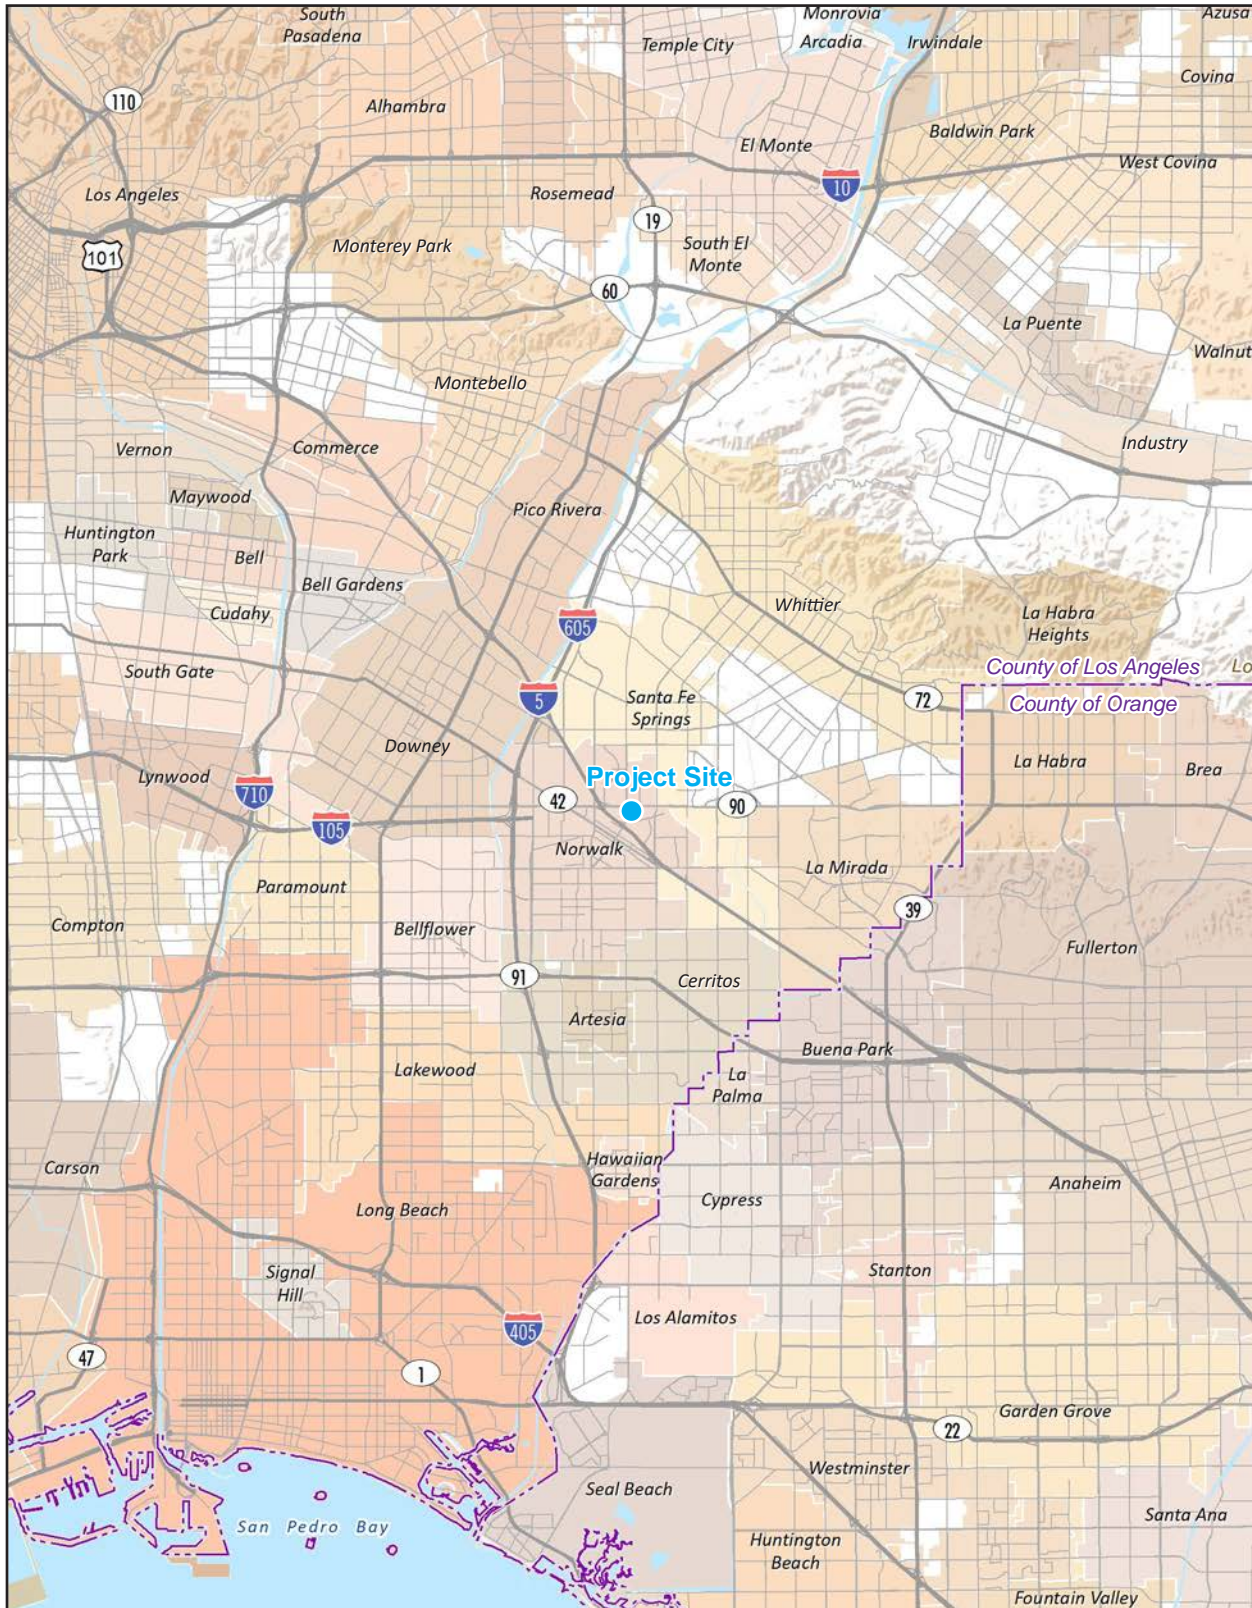 South
Pasadena
Monrovia
Azusa
Temple City
Arcadia
Irwindale
Covina
110
Alhambra
Baldwin Park
El Monte
West Covina
Los Angeles
Rosemead
10
19
101
Monterey Park
South El
Monte
60
La Puente
Walnut
Montebello
Vernon
Commerce
Industry
Maywood
Pico Rivera
Huntington
Park
Bell
Bell Gardens
Cudahy
Whittier
La Habra
Heights
605
South Gate
County of Los Angeles
Lo
5
Santa Fe
Springs
72
County of Orange
Downey
La Habra
Brea
Lynwood
Project Site
710
42
90
105
Norwalk
La Mirada
Paramount
39
Compton
Bellflower
Fullerton
91
Cerritos
Artesia
Buena Park
Lakewood
La
Palma
Carson
Hawaiian
Gardens
Anaheim
Cypress
Long Beach
Signal
Hill
Stanton
Los Alamitos
405
47
1
Garden Grove
22
Westminster
Seal Beach
Santa Ana
San Pedro Bay
Huntington
Beach
Fountain Valley